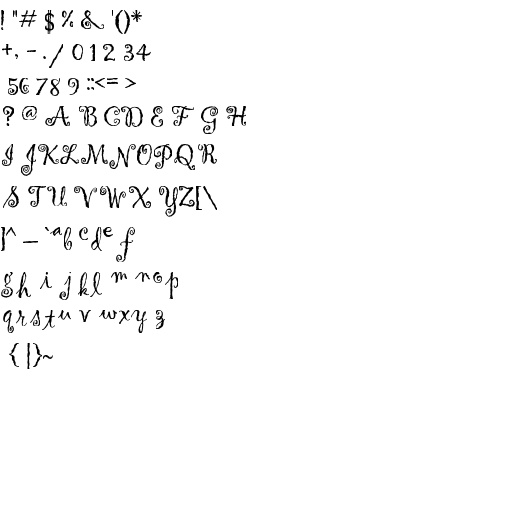 ! " # $ % & ' ( ) *
+ , - . / 0 1 2 3 4
5 6 7 8 9 : ; < = >
? @ A B C D E F G H
I J K L M N O P Q R
S T U V W X Y Z [ \
] ^ _ ` a b c d e f
g h i j k l m n o p
q r s t u v w x y z
{ | } ~